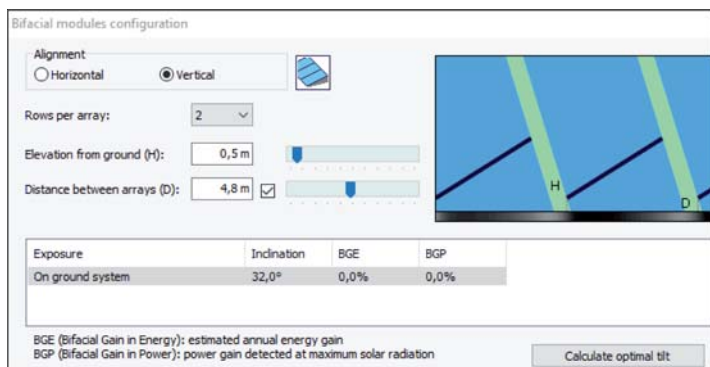 Bifacial modules configuration
Alignment
Horizontal Vertical
Rows per array: 2
Elevation from ground (H): 0,5 m
Distance between arrays (D): 4,8 m
H
D
Exposure Inclination BGE BGP
On ground system 32,0° 0,0% 0,0%
BGE (Bifacial Gain in Energy): estimated annual energy gain
BGP (Bifacial Gain in Power): power gain detected at maximum solar radiation
Calculate optimal tilt